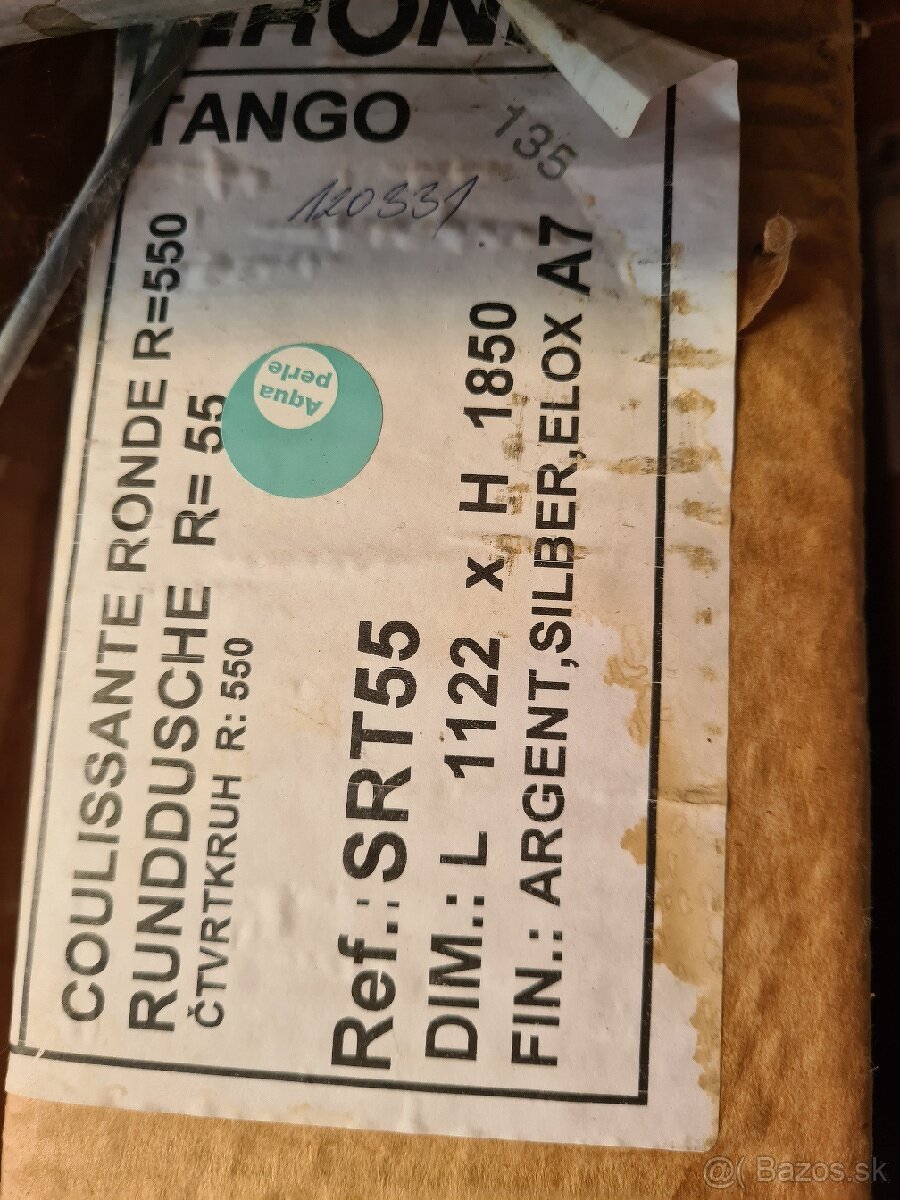 TANGO
135
120331
COULISSANTE RONDE R=550
RUNDDUSCHE R= 55
ČTVRTKRUH R: 550
Aqua
perle
Ref.: SRT55
DIM.: L 1122 x H 1850
FIN.: ARGENT,SILBER,ELOX A7
@( Bazos.sk